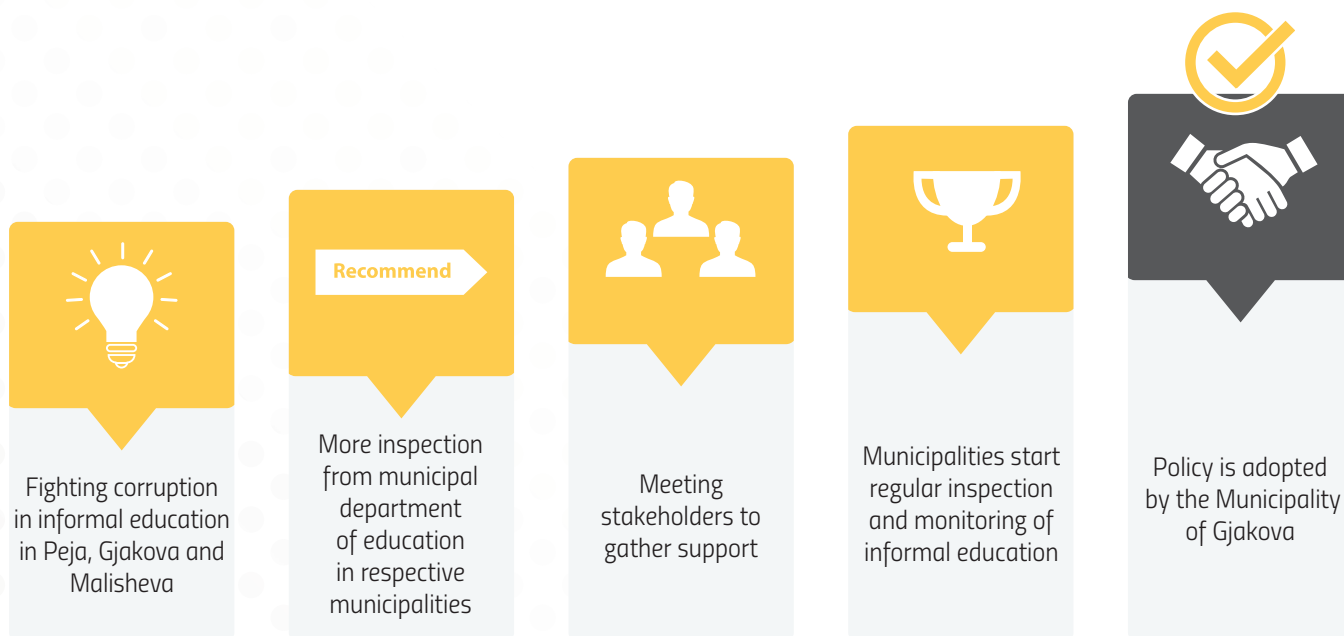 Fighting corruption
in informal education
in Peja, Gjakova and
Malisheva
Recommend
More inspection
from municipal
department
of education
in respective
municipalities
Meeting
stakeholders to
gather support
Municipalities start
regular inspection
and monitoring of
informal education
Policy is adopted
by the Municipality
of Gjakova